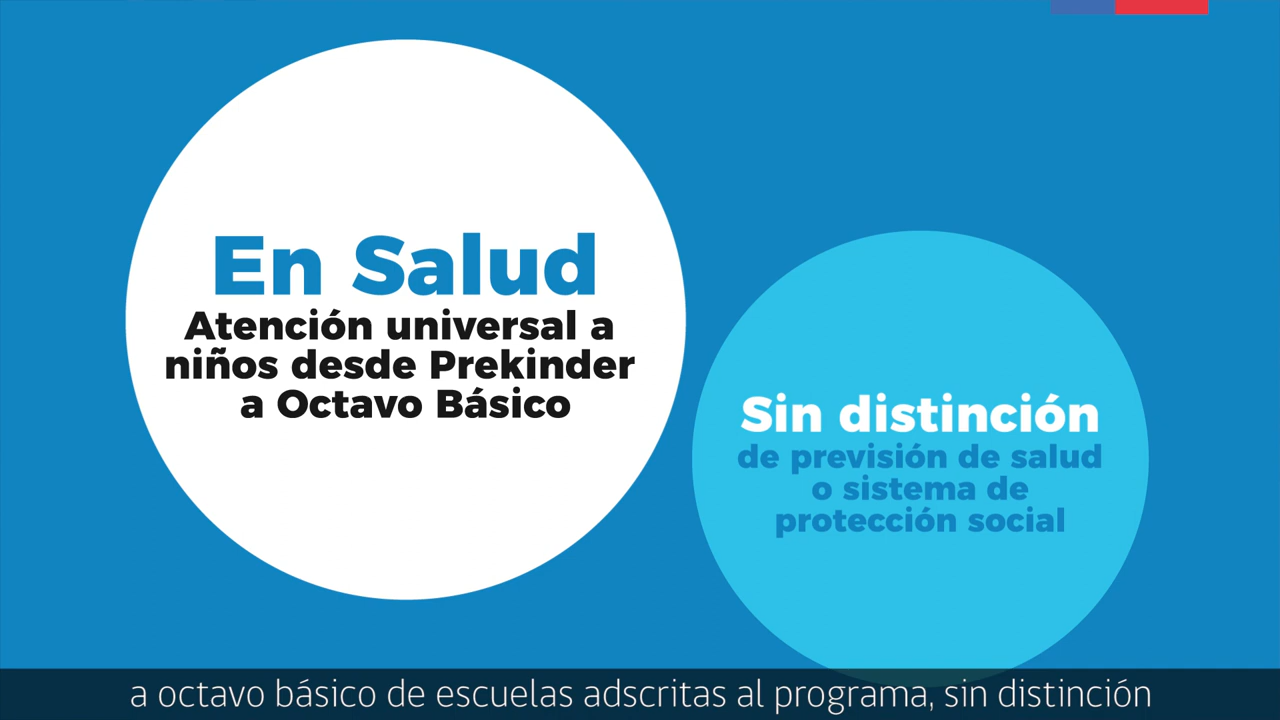 En Salud
Atención universal a
niños desde Prekinder
a Octavo Básico
Sin distinción
de previsión de salud
o sistema de
protección social
a octavo básico de escuelas adscritas al programa, sin distinción